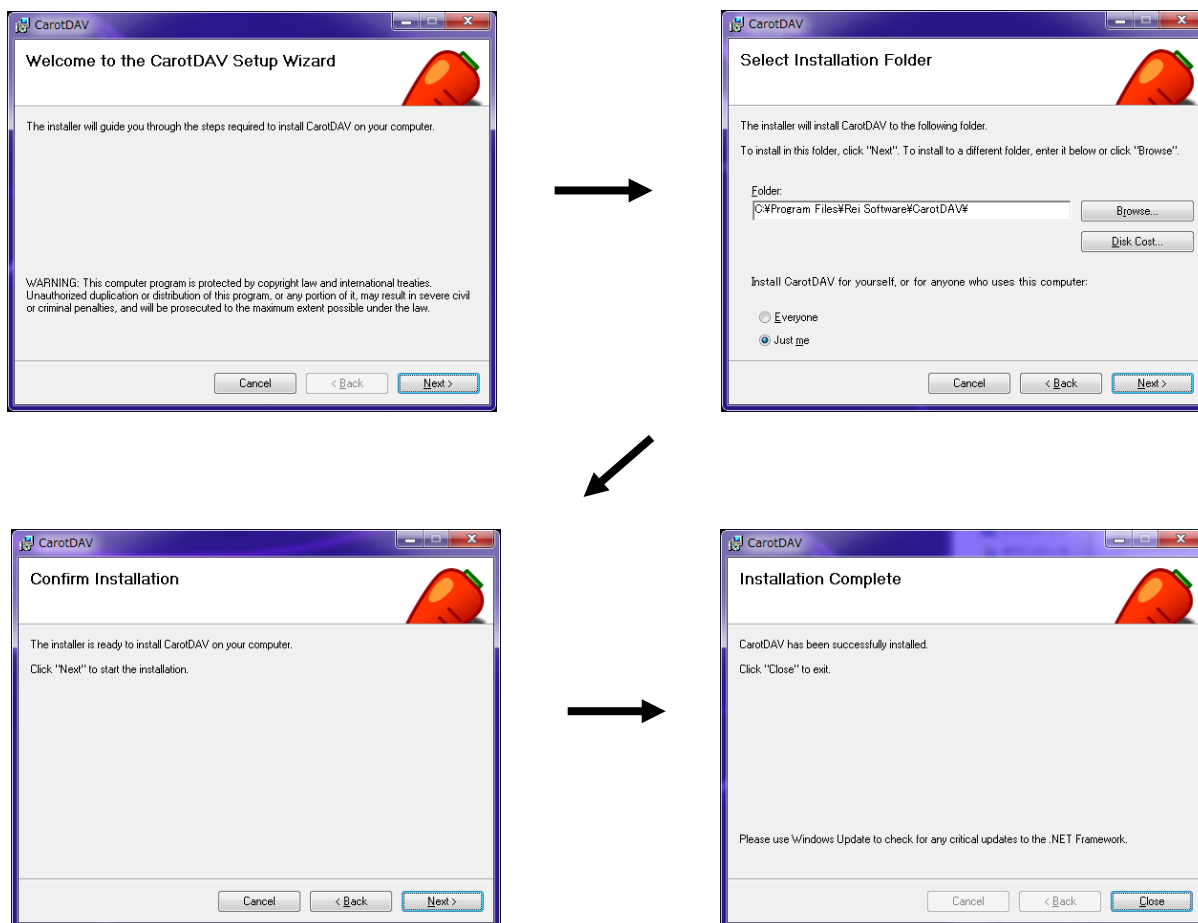 CarotDAV
Welcome to the CarotDAV Setup Wizard
The installer will guide you through the steps required to install CarotDAV on your computer.
WARNING: This computer program is protected by copyright law and international treaties.
Unauthorized duplication or distribution of this program, or any portion of it, may result in severe civil
or criminal penalties, and will be prosecuted to the maximum extent possible under the law.
Cancel
< Back
Next >
CarotDAV
Select Installation Folder
The installer will install CarotDAV to the following folder.
To install in this folder, click "Next". To install to a different folder, enter it below or click "Browse".
Folder:
C:¥Program Files¥Rei Software¥CarotDAV¥
Browse...
Disk Cost...
Install CarotDAV for yourself, or for anyone who uses this computer:
Everyone
Just me
Cancel
< Back
Next >
CarotDAV
Confirm Installation
The installer is ready to install CarotDAV on your computer.
Click "Next" to start the installation.
Cancel
< Back
Next >
CarotDAV
Installation Complete
CarotDAV has been successfully installed.
Click "Close" to exit.
Please use Windows Update to check for any critical updates to the .NET Framework.
Cancel
< Back
Close